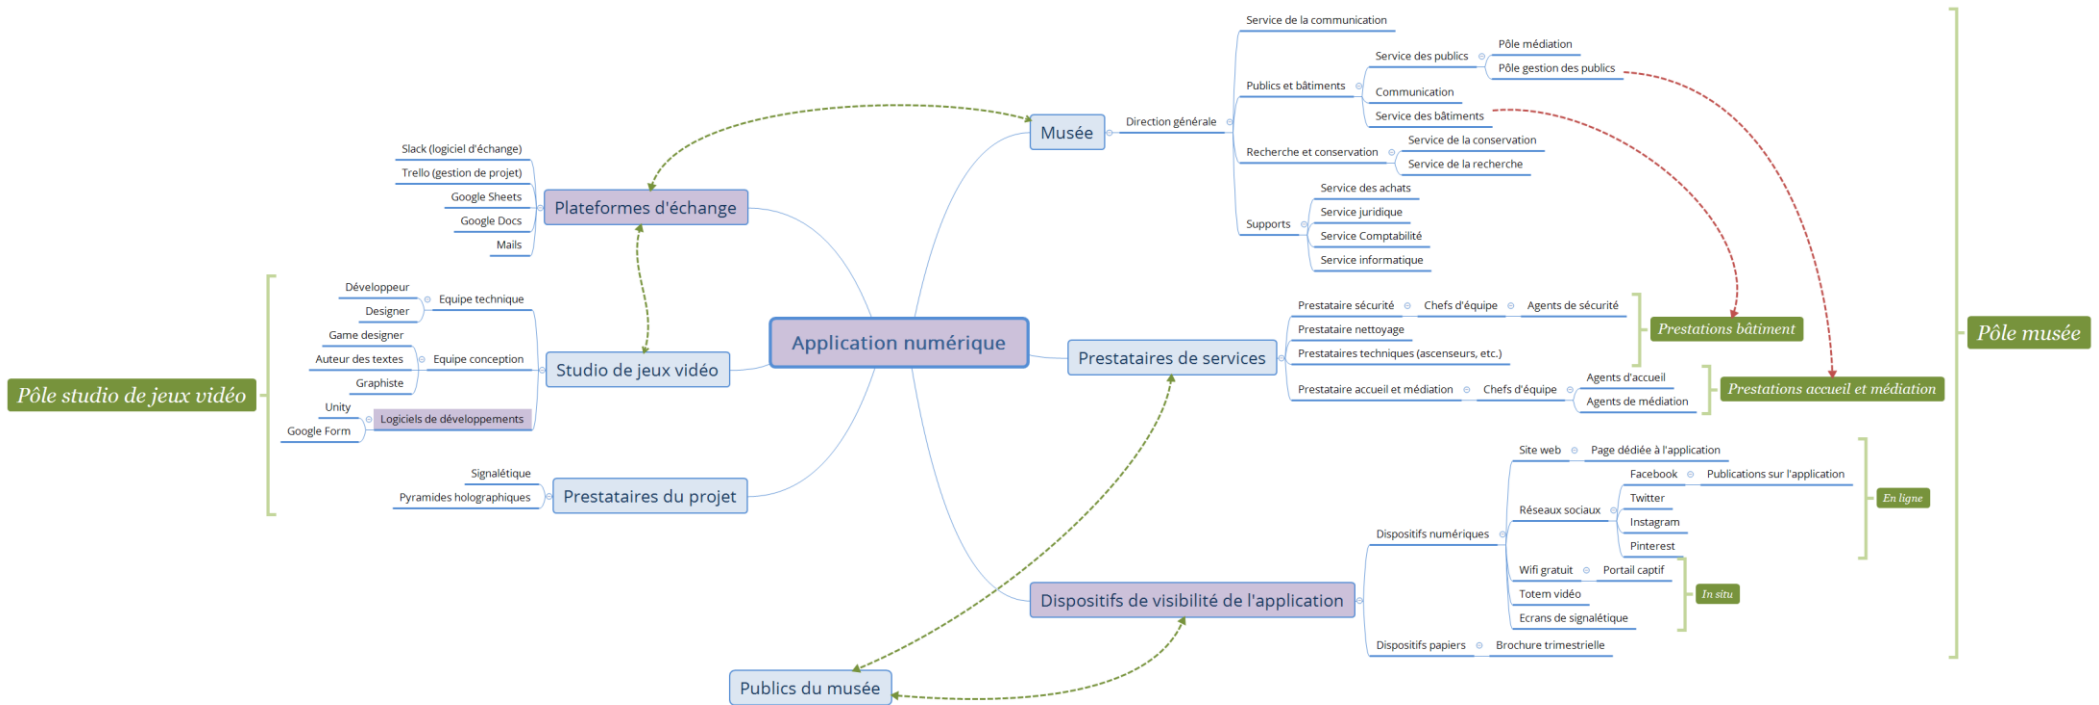 Application numérique
Musée
Direction générale
Service de la communication
Publics et bâtiments
Service des publics
Pôle médiation
Pôle gestion des publics
Communication
Service des bâtiments
Recherche et conservation
Service de la conservation
Service de la recherche
Supports
Service des achats
Service juridique
Service Comptabilité
Service informatique
Prestataires de services
Prestataire sécurité
Chefs d'équipe
Agents de sécurité
Prestataire nettoyage
Prestataires techniques (ascenseurs, etc.)
Prestations bâtiment
Prestataire accueil et médiation
Chefs d'équipe
Agents d'accueil
Agents de médiation
Prestations accueil et médiation
Pôle musée
Dispositifs de visibilité de l'application
Dispositifs numériques
Site web
Page dédiée à l'application
Réseaux sociaux
Facebook
Publications sur l'application
Twitter
Instagram
Pinterest
En ligne
Wifi gratuit
Portail captif
Totem vidéo
Ecrans de signalétique
In situ
Dispositifs papiers
Brochure trimestrielle
Plateformes d'échange
Slack (logiciel d'échange)
Trello (gestion de projet)
Google Sheets
Google Docs
Mails
Studio de jeux vidéo
Equipe technique
Développeur
Designer
Equipe conception
Game designer
Auteur des textes
Graphiste
Logiciels de développements
Unity
Google Form
Pôle studio de jeux vidéo
Prestataires du projet
Signalétique
Pyramides holographiques
Publics du musée